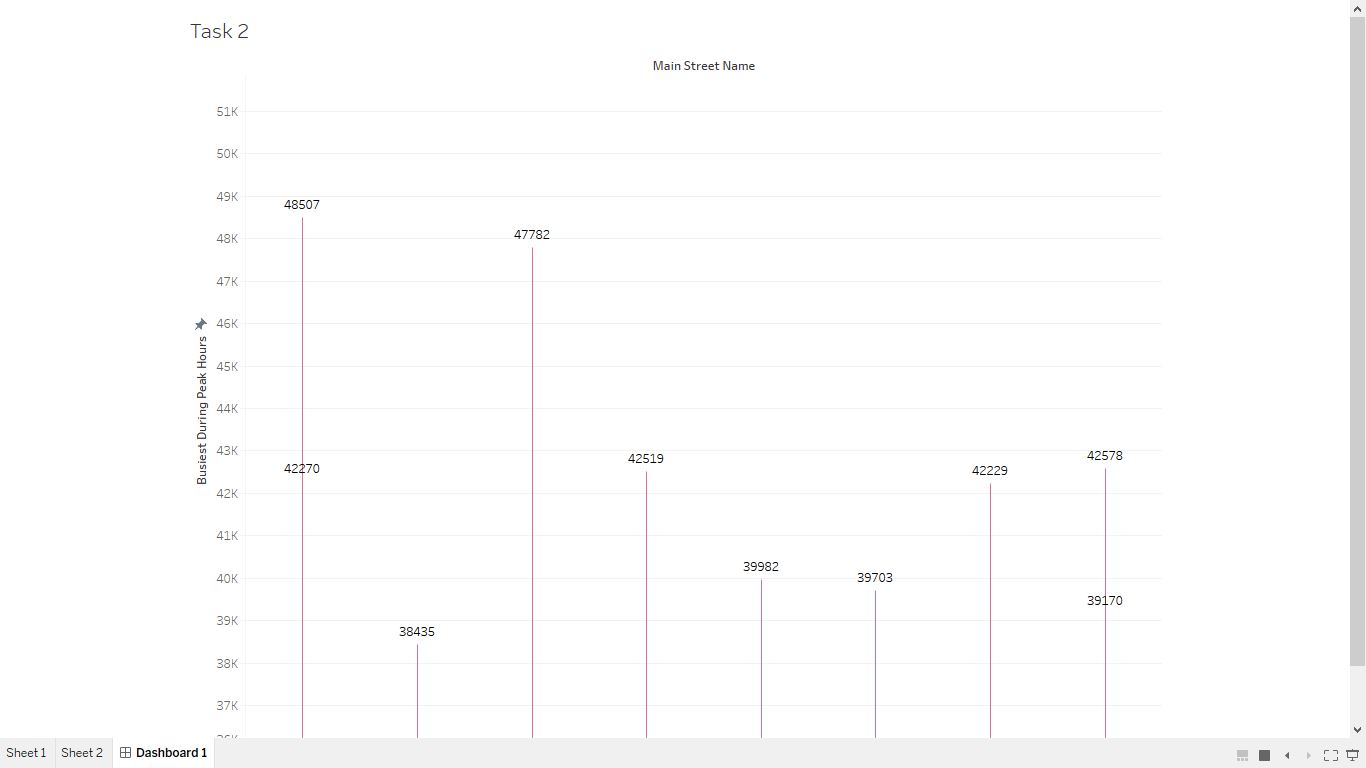 Task 2
Main Street Name
51K
50K
49K
48507
48K
47782
47K
46K
45K
44K
Busiest During Peak Hours
43K
42578
42519
42270
42229
42K
41K
40K
39982
39703
39170
39K
38435
38K
37K
36K
Sheet 1 Sheet 2 Dashboard 1